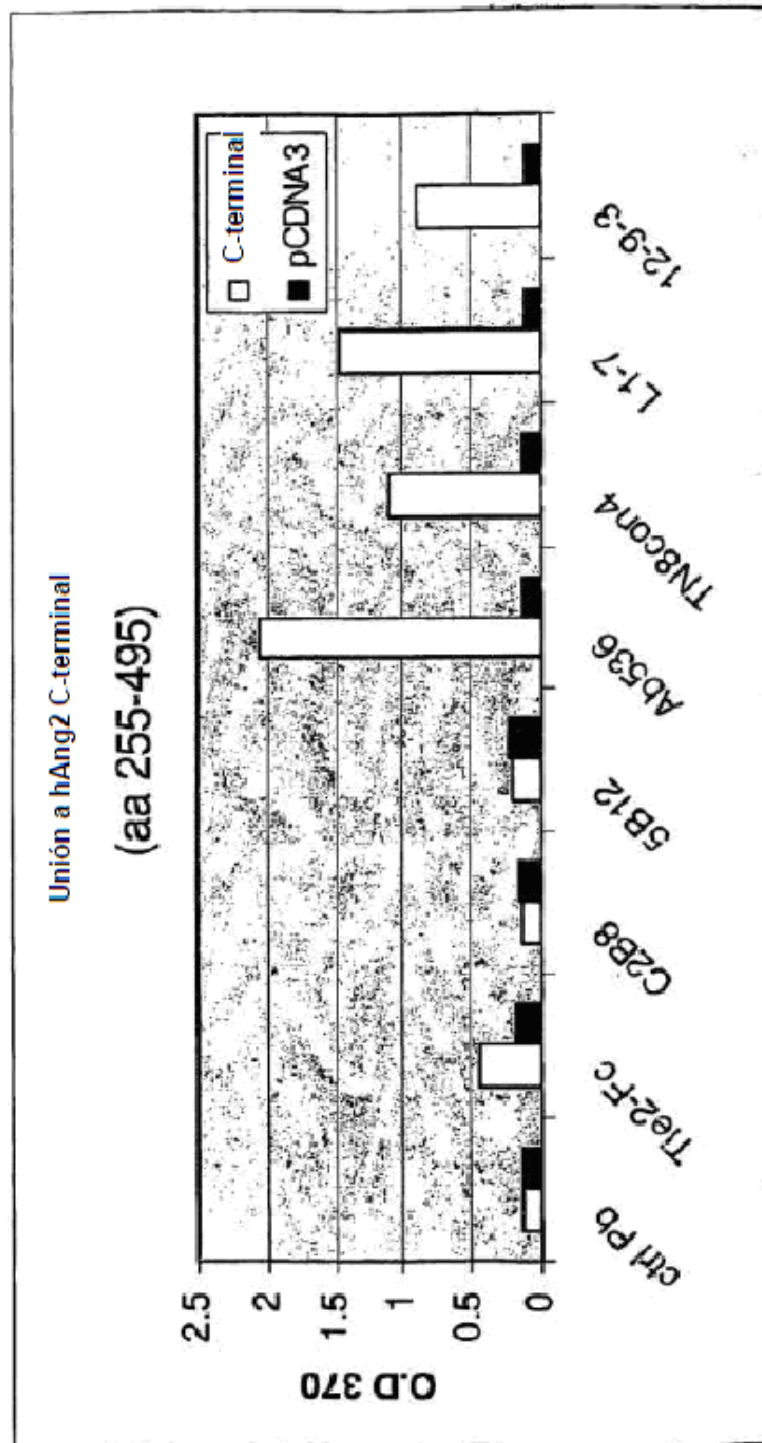 Unión a hAng2 C-terminal
(aa 255-495)
C-terminal
pCDNA3
O.D 370
2.5
2
1.5
1
0.5
0
ctrl Pb
Tie2-Fc
C2B8
5B12
Ab536
TN8con4
L1-7
12-9-3